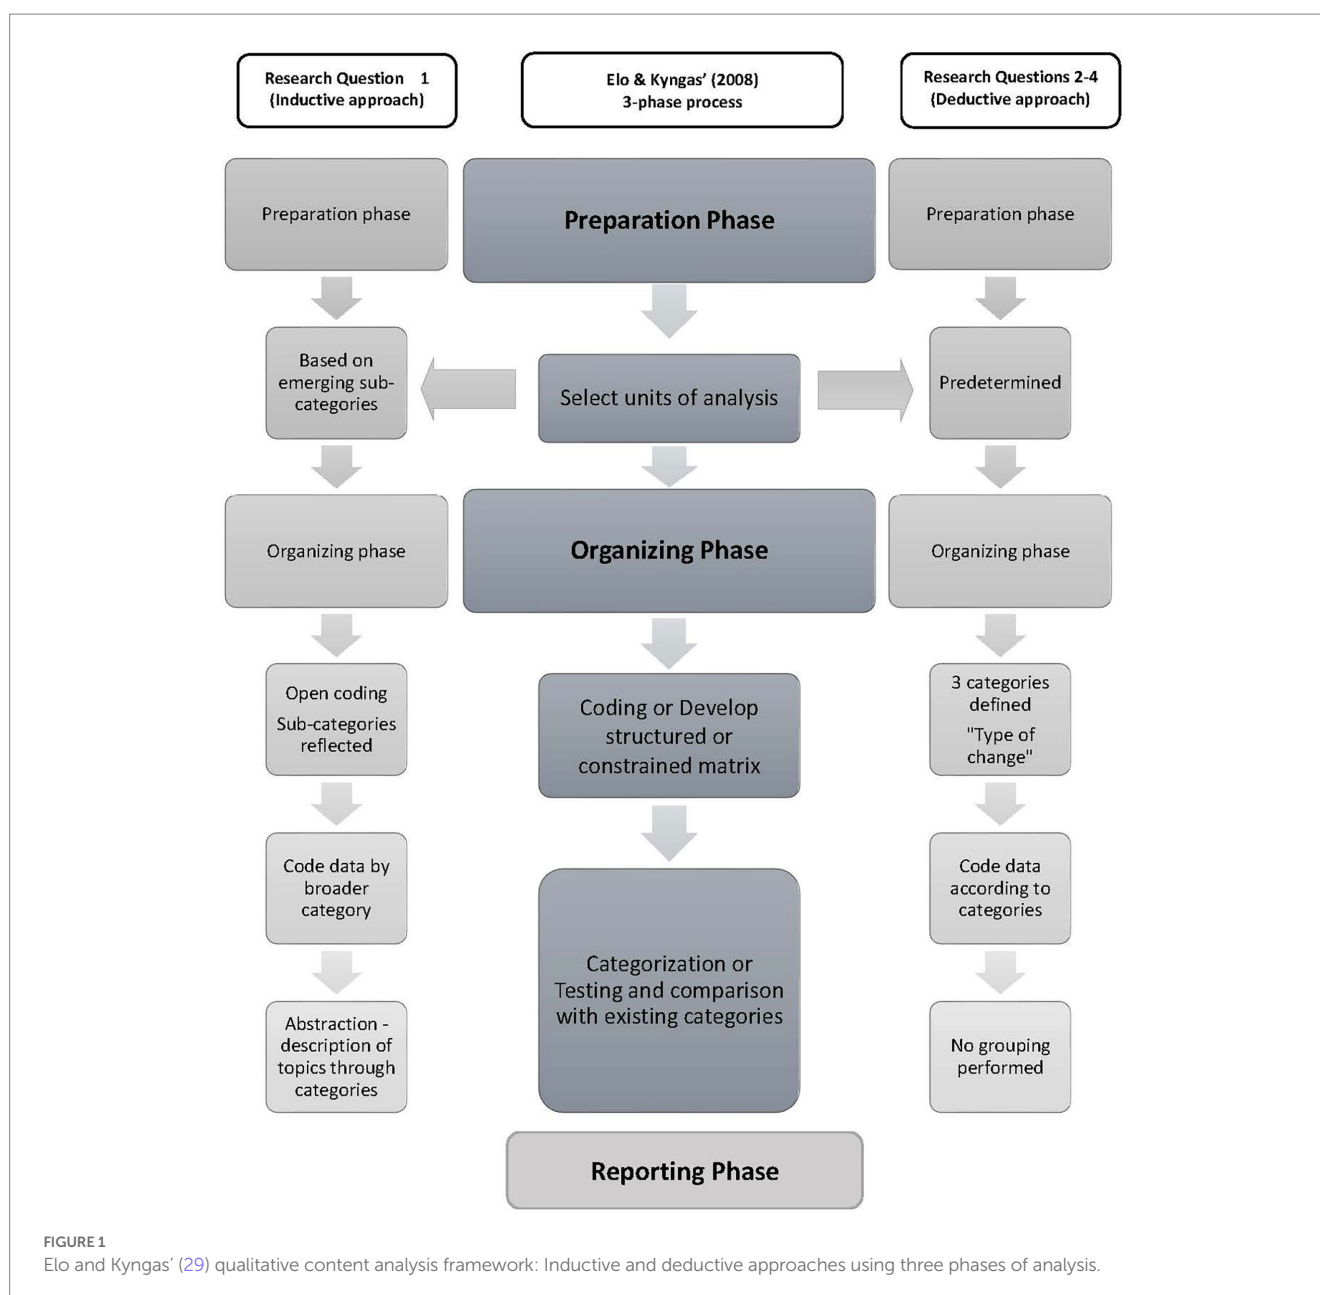 Research Question 1
(Inductive approach)
Elo & Kyngas' (2008)
3-phase process
Research Questions 2-4
(Deductive approach)
Preparation phase
Preparation Phase
Preparation phase
Based on
emerging sub-
categories
Select units of analysis
Predetermined
Organizing phase
Organizing Phase
Organizing phase
Open coding
Sub-categories
reflected
Coding or Develop
structured or
constrained matrix
3 categories
defined
"Type of
change"
Code data by
broader
category
Categorization or
Testing and comparison
with existing categories
Code data
according to
categories
Abstraction -
description of
topics through
categories
No grouping
performed
Reporting Phase
FIGURE 1
Elo and Kyngas' (29) qualitative content analysis framework: Inductive and deductive approaches using three phases of analysis.